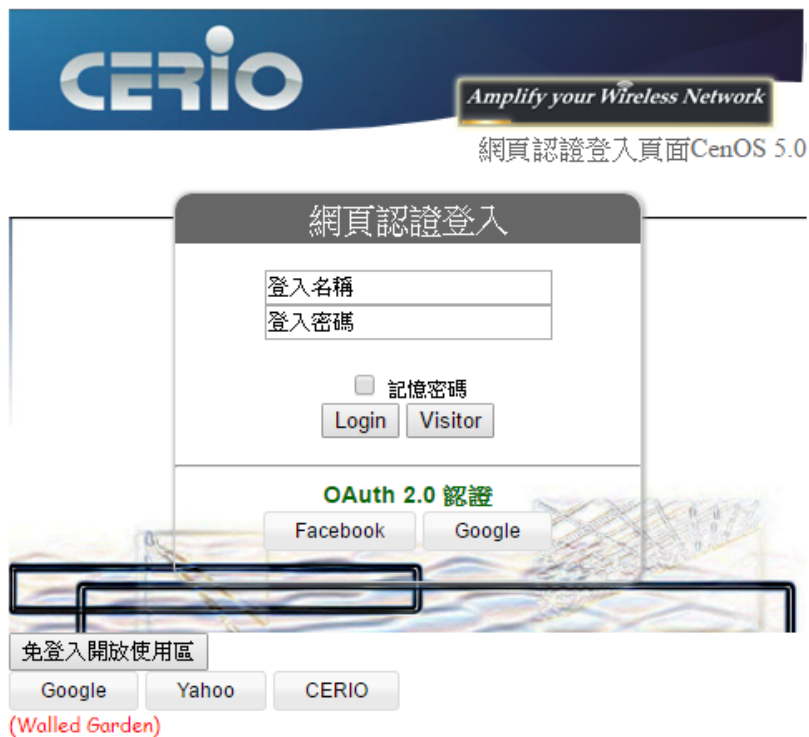 CERIO
Amplify your Wireless Network
網頁認證登入頁面CenOS 5.0
網頁認證登入
登入名稱
登入密碼
記憶密碼
Login Visitor
OAuth 2.0 認證
Facebook Google
免登入開放使用區
Google Yahoo CERIO
(Walled Garden)